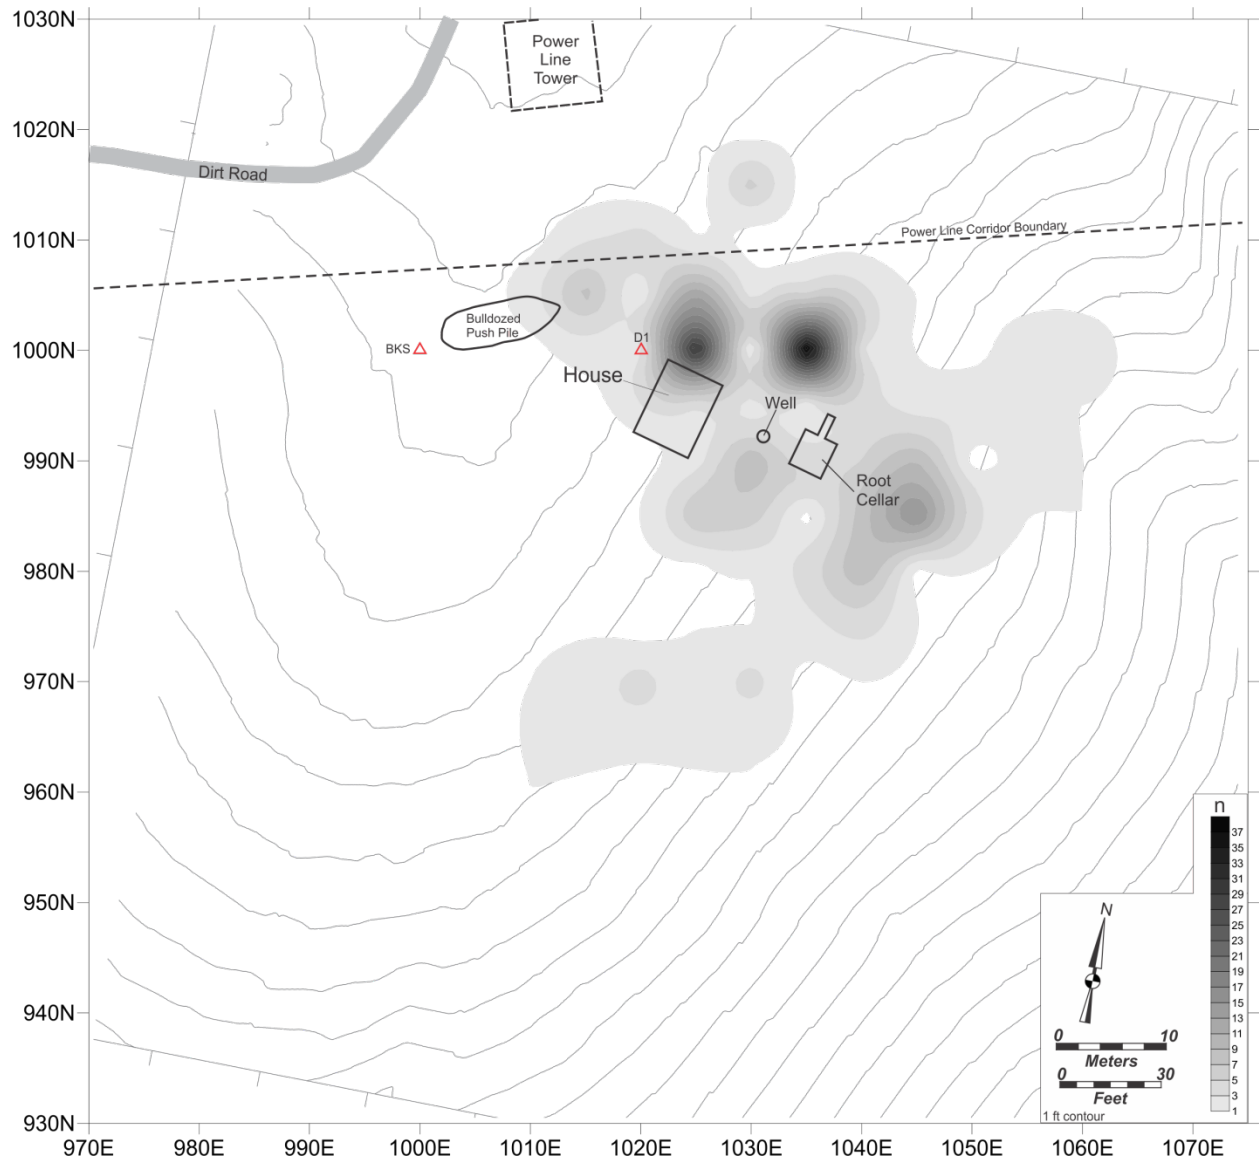 1030N
1020N
1010N
1000N
990N
980N
970N
960N
950N
940N
930N
Power
Line
Tower
Dirt Road
Power Line Corridor Boundary
Bulldozed
Push Pile
BKS
D1
House
Well
Root
Cellar
n
37
35
33
31
29
27
25
23
21
19
17
15
13
11
9
7
5
3
1
N
0 10
Meters
0 30
Feet
1 ft contour
970E 980E 990E 1000E 1010E 1020E 1030E 1040E 1050E 1060E 1070E